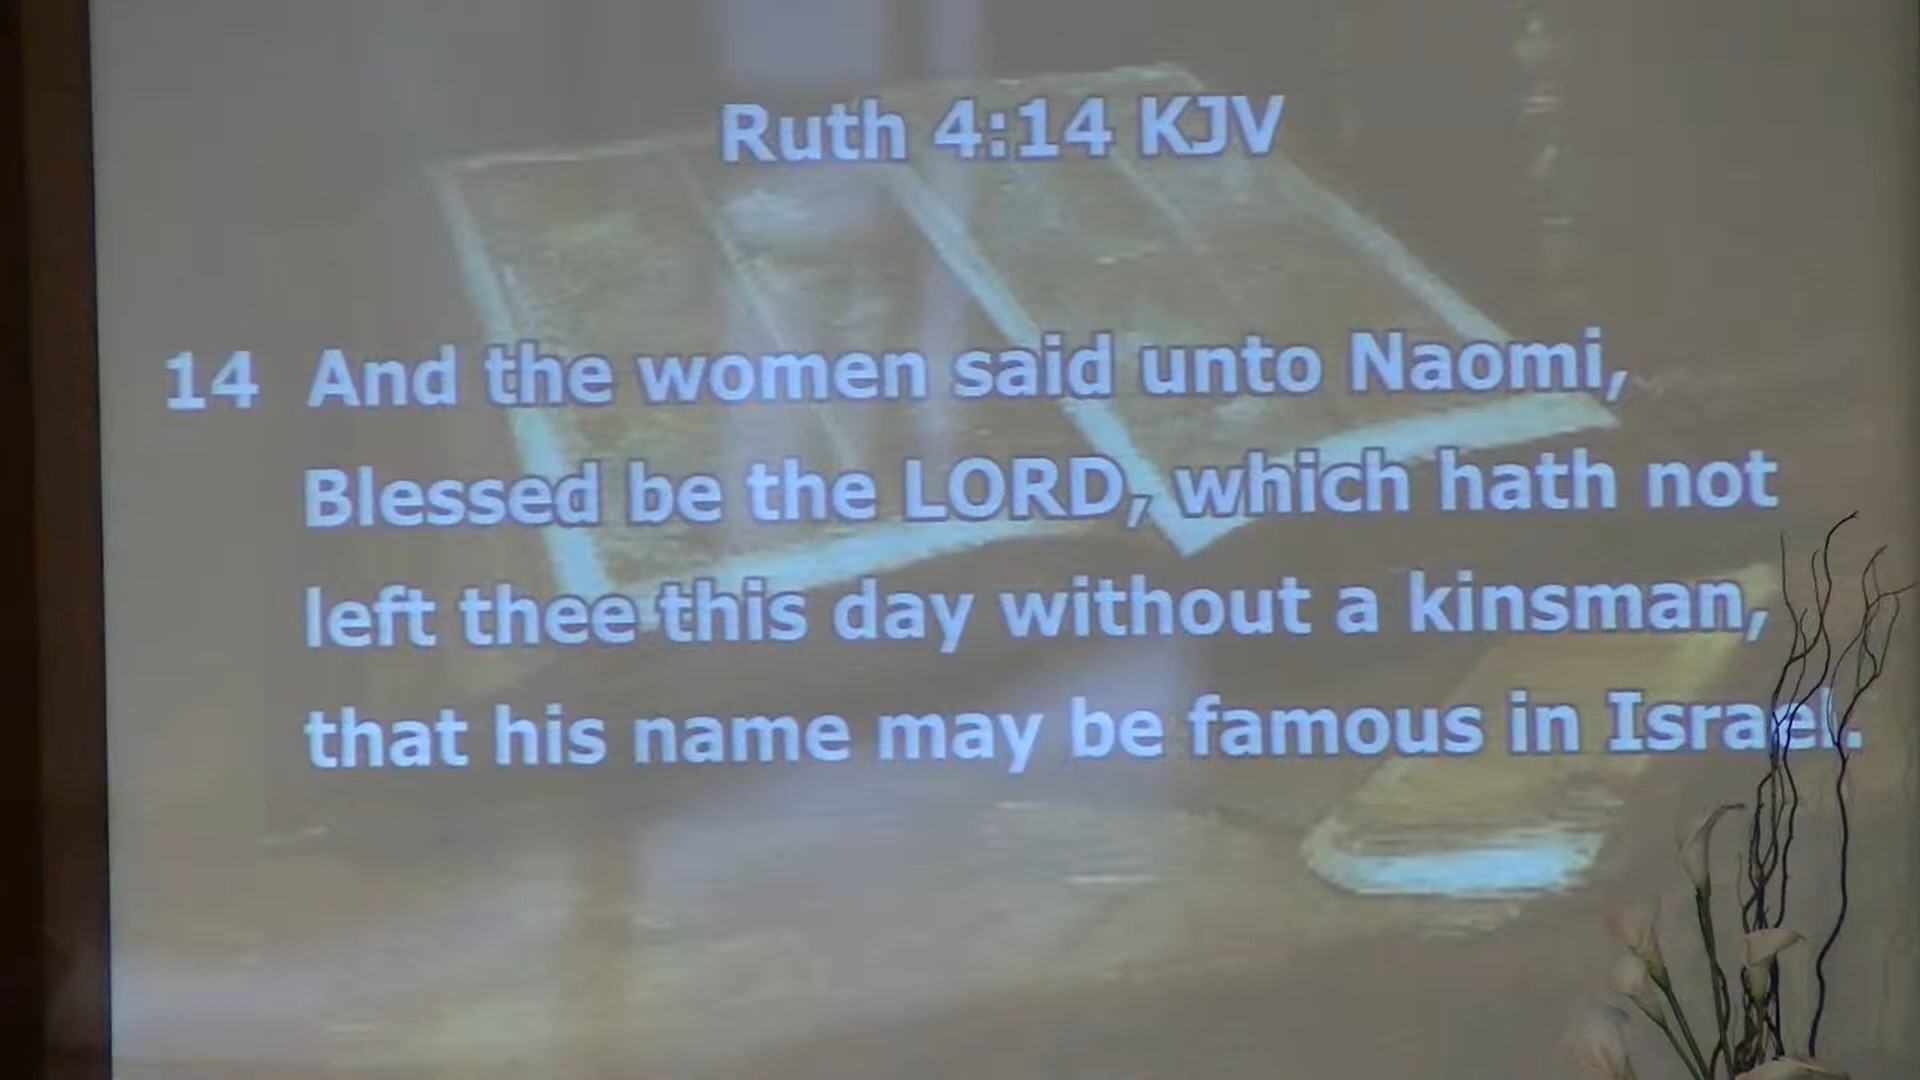 Ruth 4:14 KJV
14 And the women said unto Naomi,
Blessed be the LORD, which hath not
left thee this day without a kinsman,
that his name may be famous in Israel.